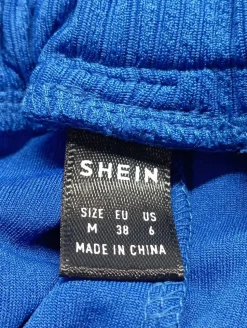 SHEIN
SIZE EU US
M 38 6
MADE IN CHINA